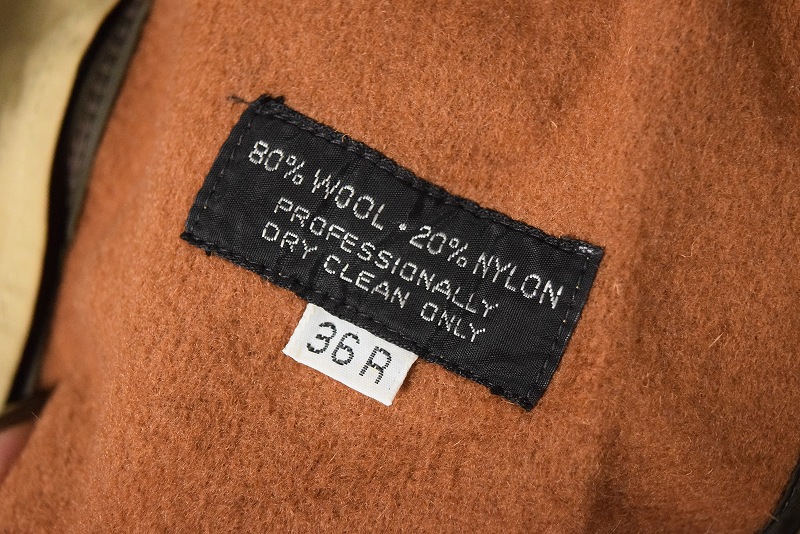 80% WOOL • 20% NYLON
PROFESSIONALLY
DRY CLEAN ONLY
36R